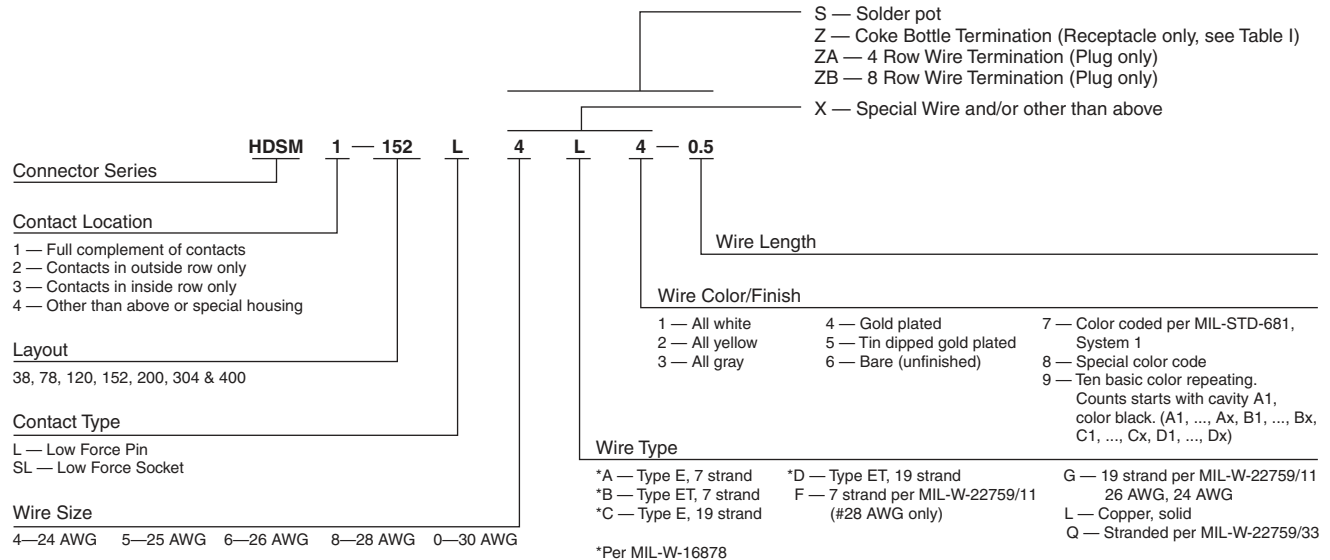 S — Solder pot
Z — Coke Bottle Termination (Receptacle only, see Table I)
ZA — 4 Row Wire Termination (Plug only)
ZB — 8 Row Wire Termination (Plug only)
X — Special Wire and/or other than above
HDSM 1 — 152 L 4 L 4 — 0.5
Connector Series
Contact Location
1 — Full complement of contacts
2 — Contacts in outside row only
3 — Contacts in inside row only
4 — Other than above or special housing
Layout
38, 78, 120, 152, 200, 304 & 400
Contact Type
L — Low Force Pin
SL — Low Force Socket
Wire Size
4—24 AWG 5—25 AWG 6—26 AWG 8—28 AWG 0—30 AWG
Wire Length
Wire Color/Finish
1 — All white
2 — All yellow
3 — All gray
4 — Gold plated
5 — Tin dipped gold plated
6 — Bare (unfinished)
7 — Color coded per MIL-STD-681,
System 1
8 — Special color code
9 — Ten basic color repeating.
Counts starts with cavity A1,
color black. (A1, ..., Ax, B1, ..., Bx,
C1, ..., Cx, D1, ..., Dx)
Wire Type
*A — Type E, 7 strand
*B — Type ET, 7 strand
*C — Type E, 19 strand
*D — Type ET, 19 strand
F — 7 strand per MIL-W-22759/11
(#28 AWG only)
G — 19 strand per MIL-W-22759/11
26 AWG, 24 AWG
L — Copper, solid
Q — Stranded per MIL-W-22759/33
*Per MIL-W-16878